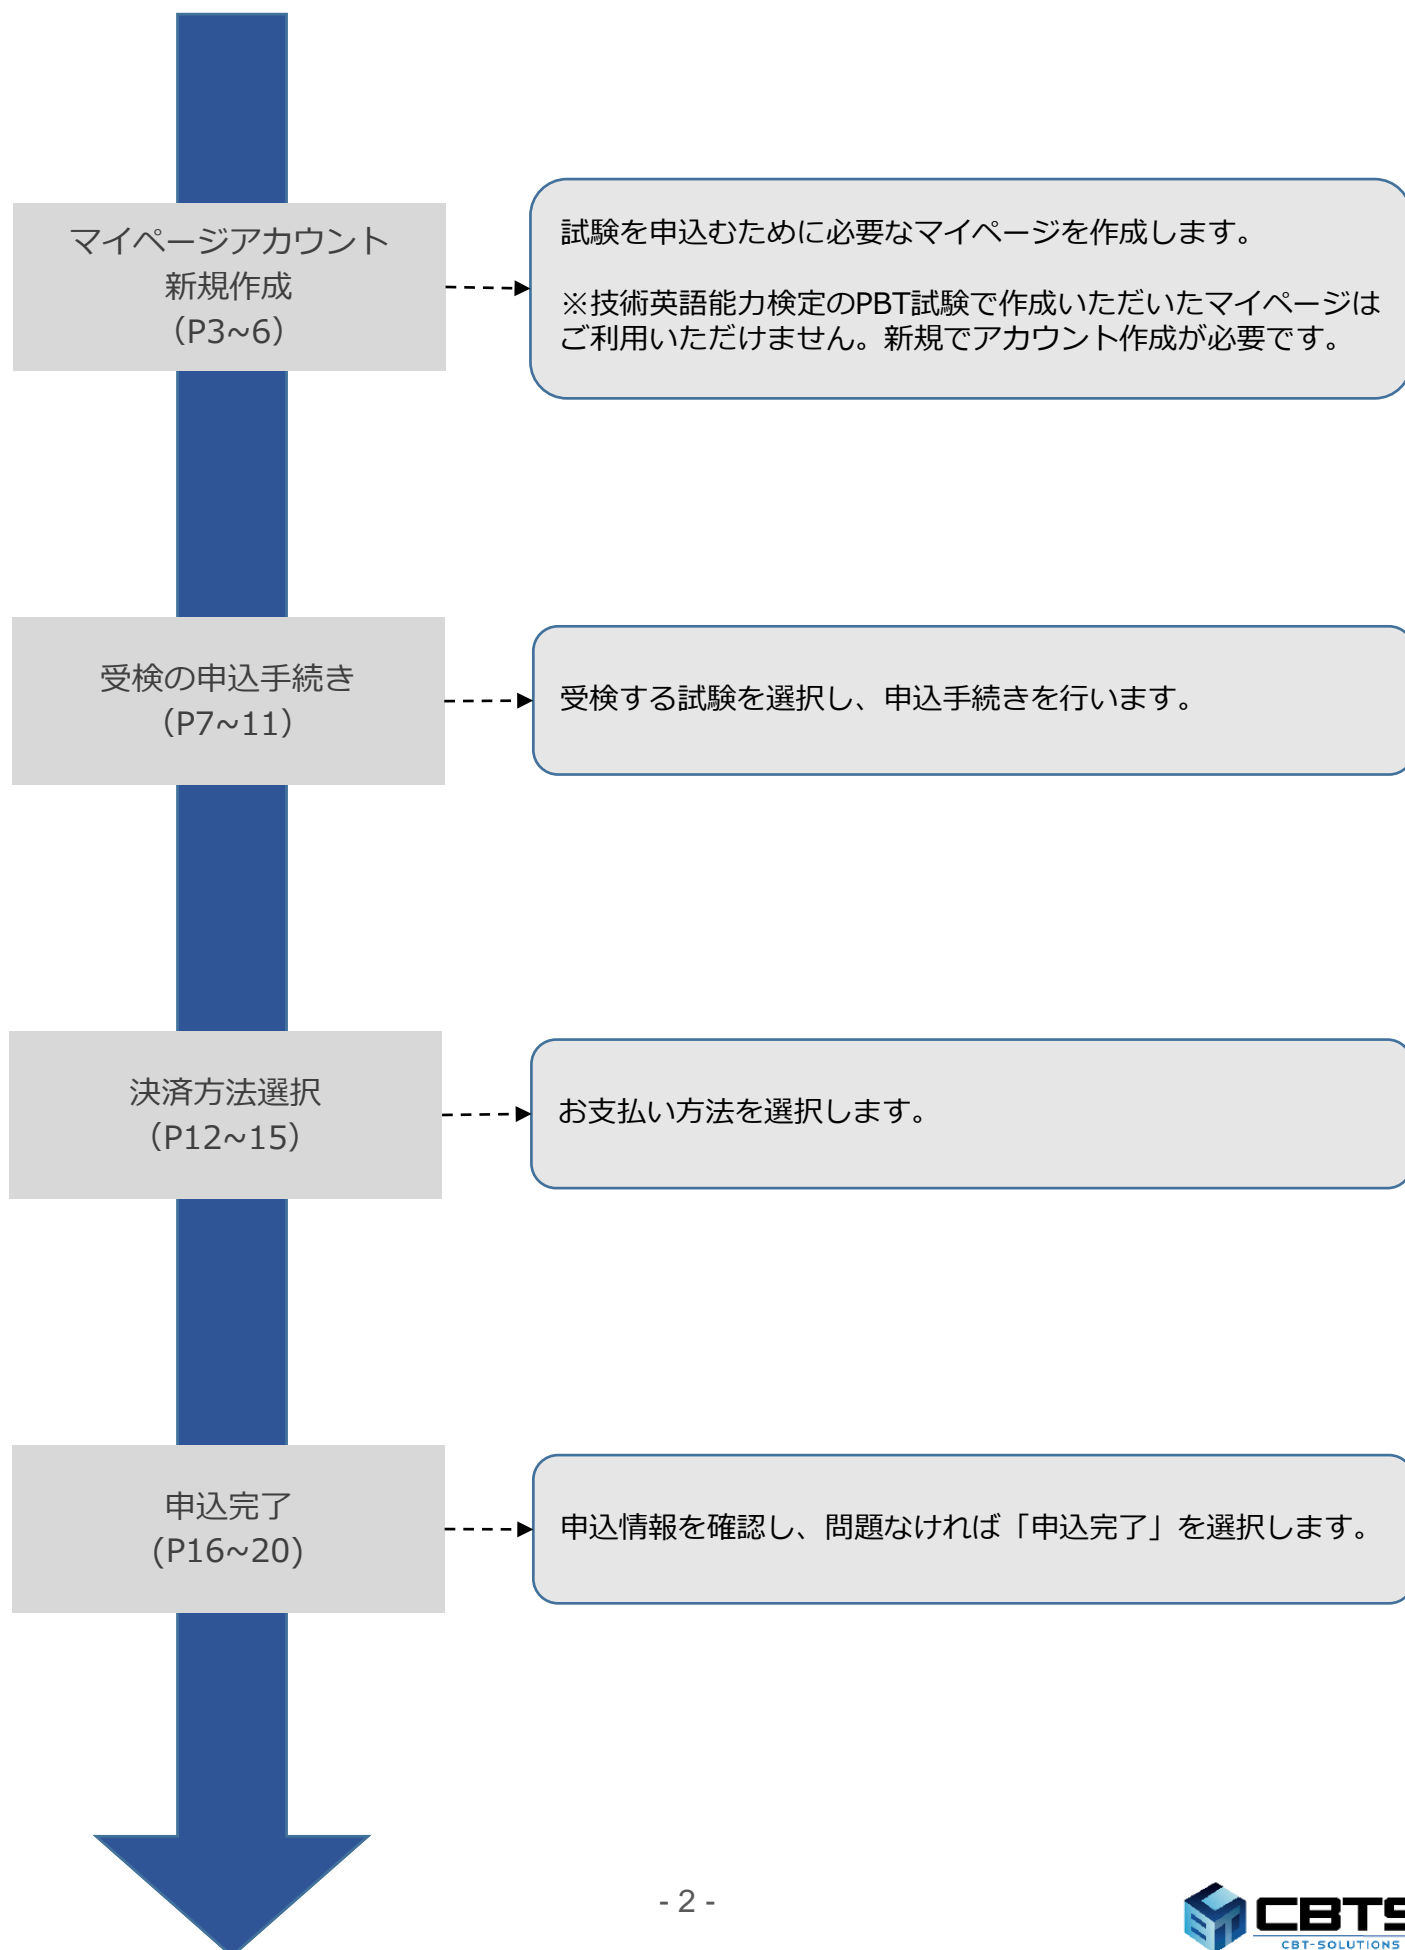 マイページアカウント
新規作成
（P3~6）
試験を申込むために必要なマイページを作成します。
※技術英語能力検定のPBT試験で作成いただいたマイページは
ご利用いただけません。新規でアカウント作成が必要です。
受検の申込手続き
（P7~11）
受検する試験を選択し、申込手続きを行います。
決済方法選択
（P12~15）
お支払い方法を選択します。
申込完了
(P16~20)
申込情報を確認し、問題なければ「申込完了」を選択します。
- 2 -
CBTS
CBT-SOLUTIONS